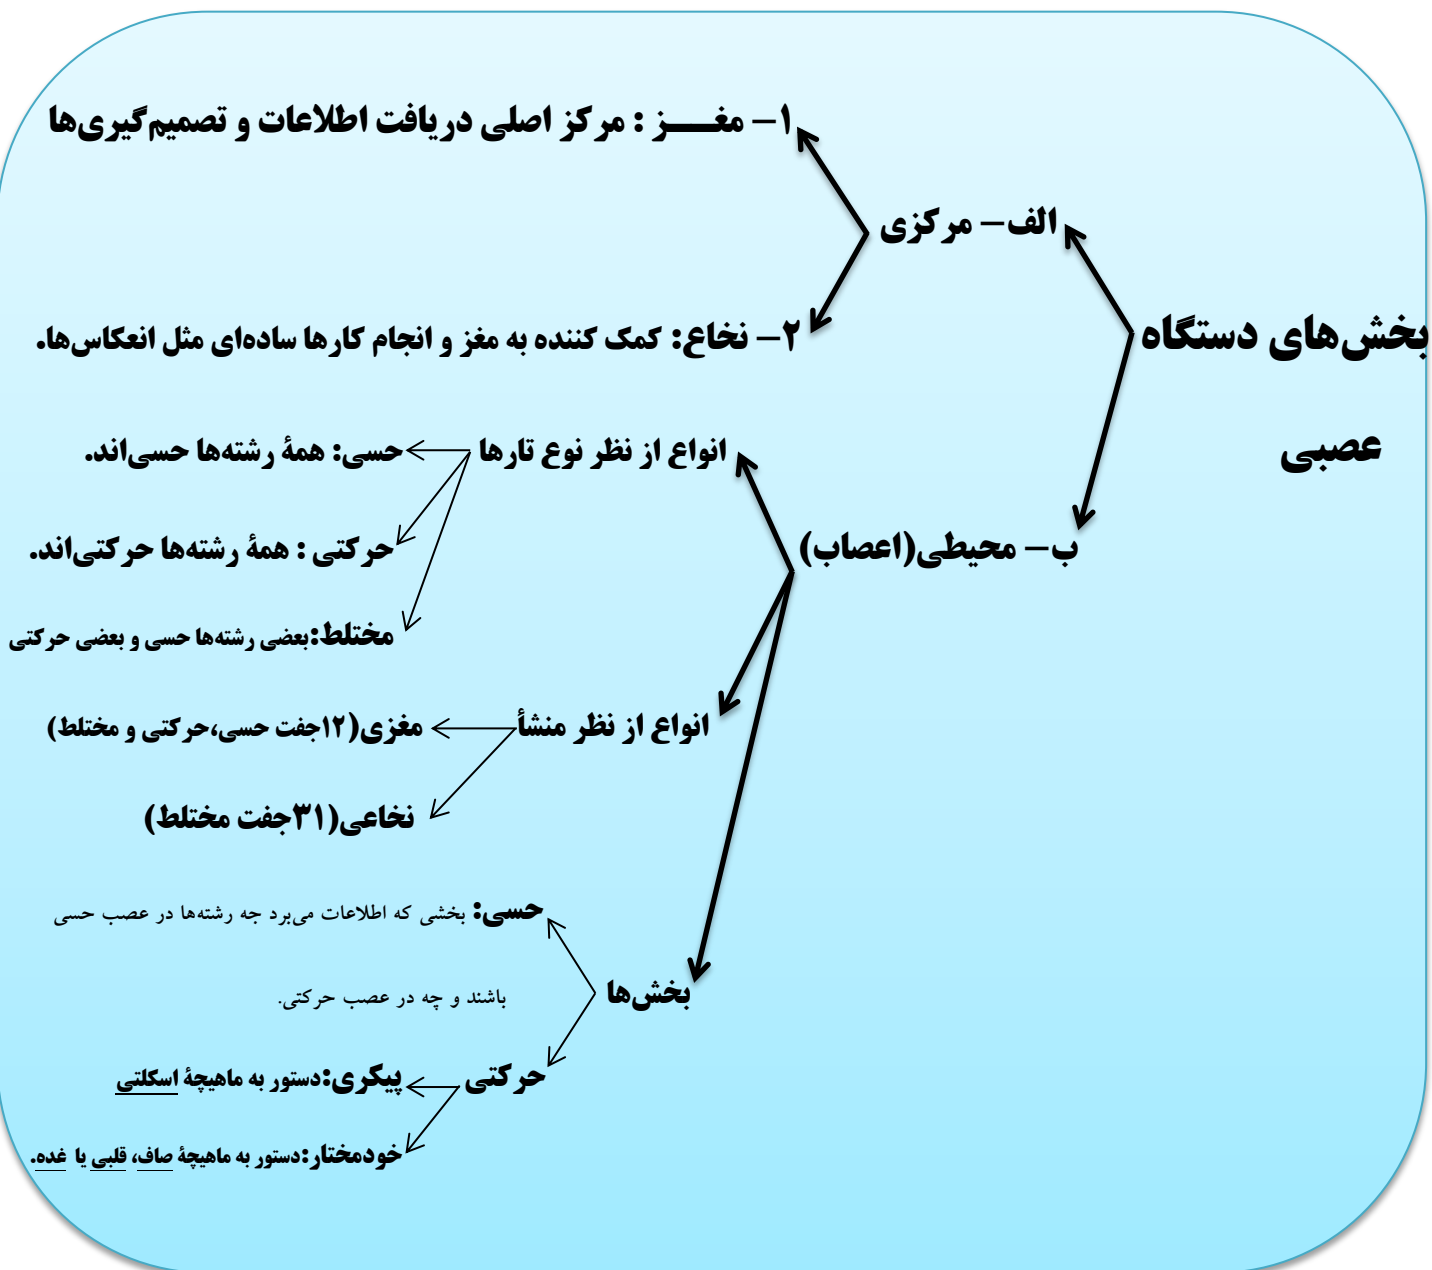 ۱– مغـــز : مرکز اصلی دریافت اطلاعات و تصمیم‌گیری‌ها
الف– مرکزی
۲– نخاع: کمک کننده به مغز و انجام کارها ساده‌ای مثل انعکاس‌ها.
بخش‌های دستگاه
عصبی
انواع از نظر نوع تارها
حسی: همهٔ رشته‌ها حسی‌اند.
حرکتی : همهٔ رشته‌ها حرکتی‌اند.
ب– محیطی(اعصاب)
مختلط:بعضی رشته‌ها حسی و بعضی حرکتی
انواع از نظر منشأ
مغزی(۱۲جفت حسی،حرکتی و مختلط)
نخاعی(۳۱جفت مختلط)
حسی: بخشی که اطلاعات می‌برد جه رشته‌ها در عصب حسی
باشند و چه در عصب حرکتی.
بخش‌ها
حرکتی
پیکری:دستور به ماهیچهٔ اسکلتی
خودمختار:دستور به ماهیچهٔ صاف، قلبی یا غده.